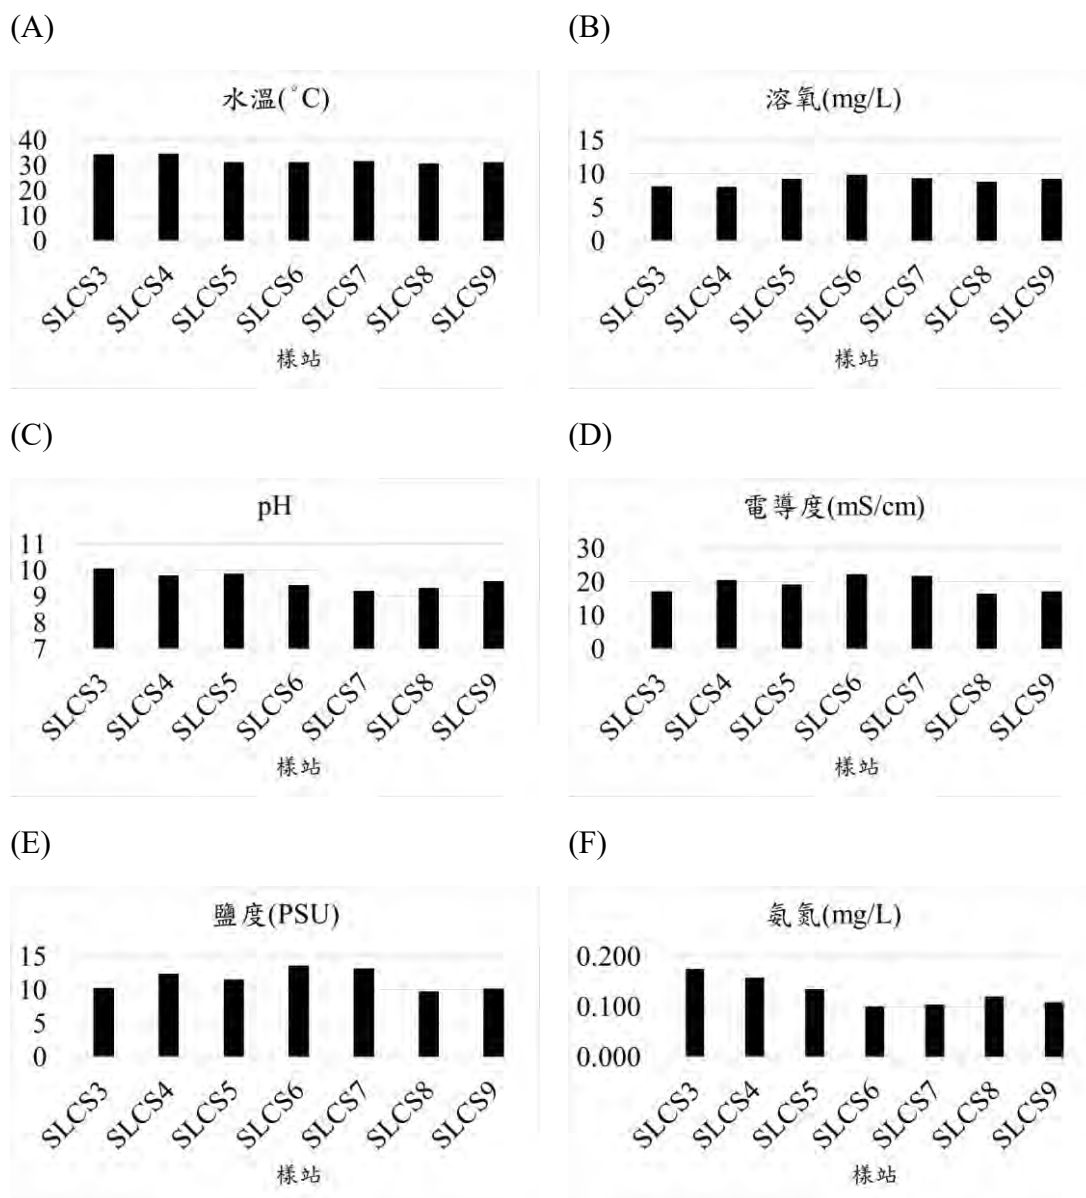 (A)
水溫(°C)
40
30
20
10
0
SLCS3
SLCS4
SLCS5
SLCS6
SLCS7
SLCS8
SLCS9
樣站
(B)
溶氧(mg/L)
15
10
5
0
SLCS3
SLCS4
SLCS5
SLCS6
SLCS7
SLCS8
SLCS9
樣站
(C)
pH
11
10
9
8
7
SLCS3
SLCS4
SLCS5
SLCS6
SLCS7
SLCS8
SLCS9
樣站
(D)
電導度(mS/cm)
30
20
10
0
SLCS3
SLCS4
SLCS5
SLCS6
SLCS7
SLCS8
SLCS9
樣站
(E)
鹽度(PSU)
15
10
5
0
SLCS3
SLCS4
SLCS5
SLCS6
SLCS7
SLCS8
SLCS9
樣站
(F)
氨氮(mg/L)
0.200
0.100
0.000
SLCS3
SLCS4
SLCS5
SLCS6
SLCS7
SLCS8
SLCS9
樣站